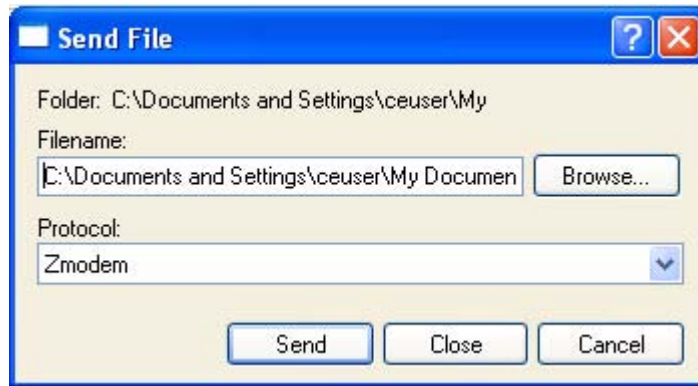 Send File
Folder: C:\Documents and Settings\ceuser\My
Filename:
C:\Documents and Settings\ceuser\My Documen
Browse...
Protocol:
Zmodem
Send Close Cancel